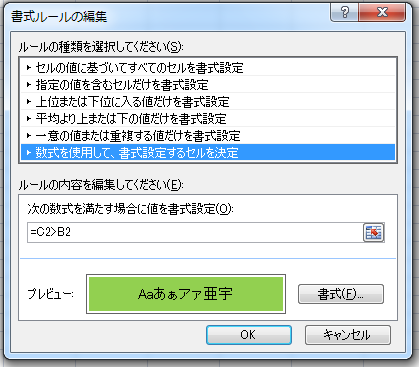 書式ルールの編集
ルールの種類を選択してください(S):
► セルの値に基づいてすべてのセルを書式設定
► 指定の値を含むセルだけを書式設定
► 上位または下位に入る値だけを書式設定
► 平均より上または下の値だけを書式設定
► 一意の値または重複する値だけを書式設定
► 数式を使用して、書式設定するセルを決定
ルールの内容を編集してください(E):
次の数式を満たす場合に値を書式設定(O):
=C2>B2
プレビュー: Aaあぁアァ亜宇 書式(F)...
OK キャンセル